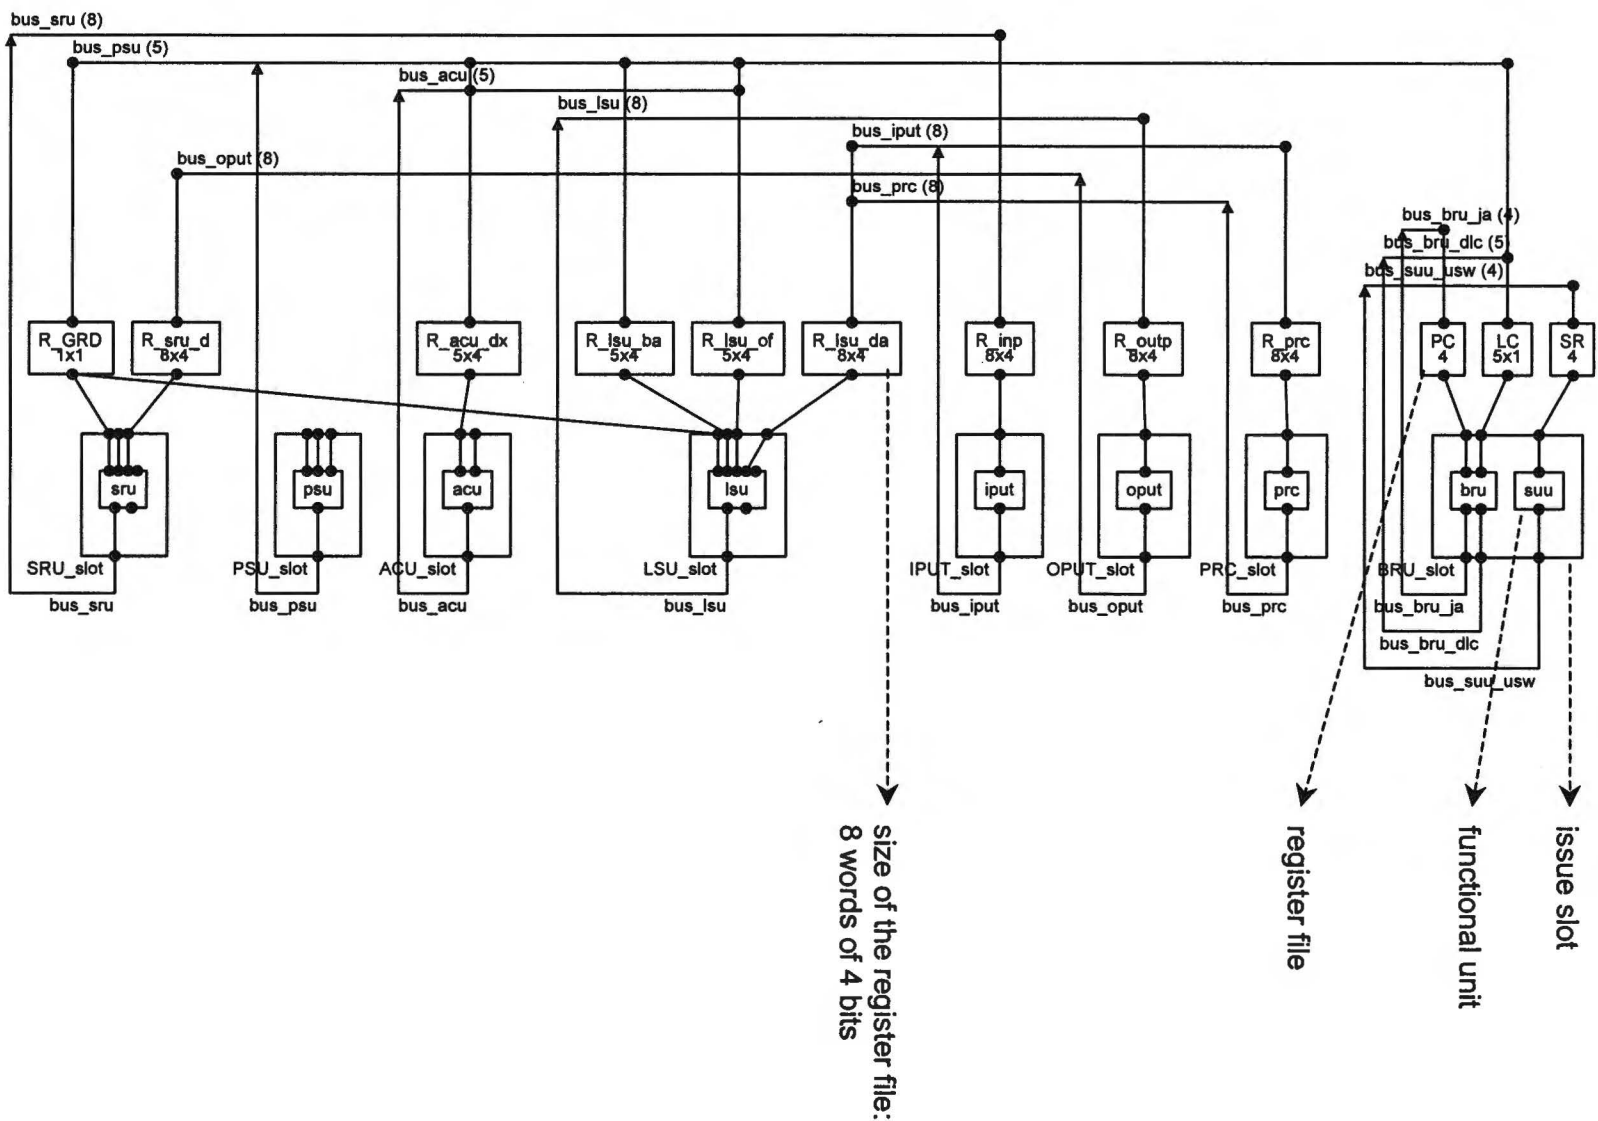 bus_sru (8)
bus_psu (5)
bus_acu (5)
bus_lsu (8)
bus_iput (8)
bus_oput (8)
bus_prc (8)
bus_bru_ja (4)
bus_bru_dlc (5)
bus_suu_usw (4)
R_GRD
1x1
R_sru_d
8x4
R_acu_dx
5x4
R_lsu_ba
5x4
R_lsu_of
5x4
R_lsu_da
8x4
R_inp
8x4
R_outp
8x4
R_prc
8x4
PC
4
LC
5x1
SR
4
sru
psu
acu
lsu
iput
oput
prc
bru
suu
SRU_slot
PSU_slot
ACU_slot
LSU_slot
IPUT_slot
OPUT_slot
PRC_slot
BRU_slot
bus_sru
bus_psu
bus_acu
bus_lsu
bus_iput
bus_oput
bus_prc
bus_bru_ja
bus_bru_dlc
bus_suu_usw
size of the register file:
8 words of 4 bits
register file
functional unit
issue slot